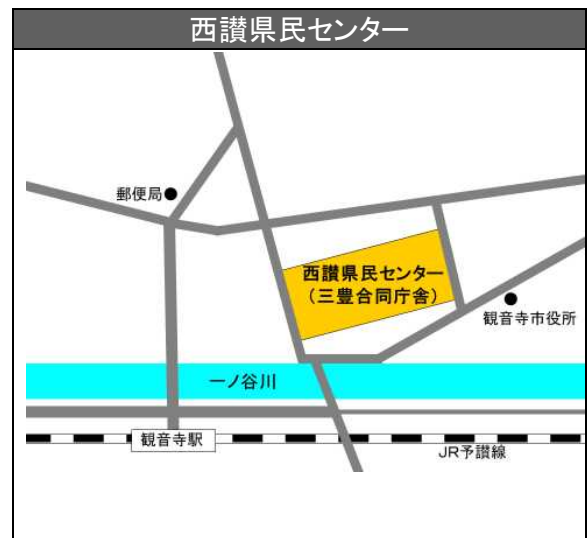 西讃県民センター
郵便局
西讃県民センター
（三豊合同庁舎）
観音寺市役所
一ノ谷川
観音寺駅
JR予讃線